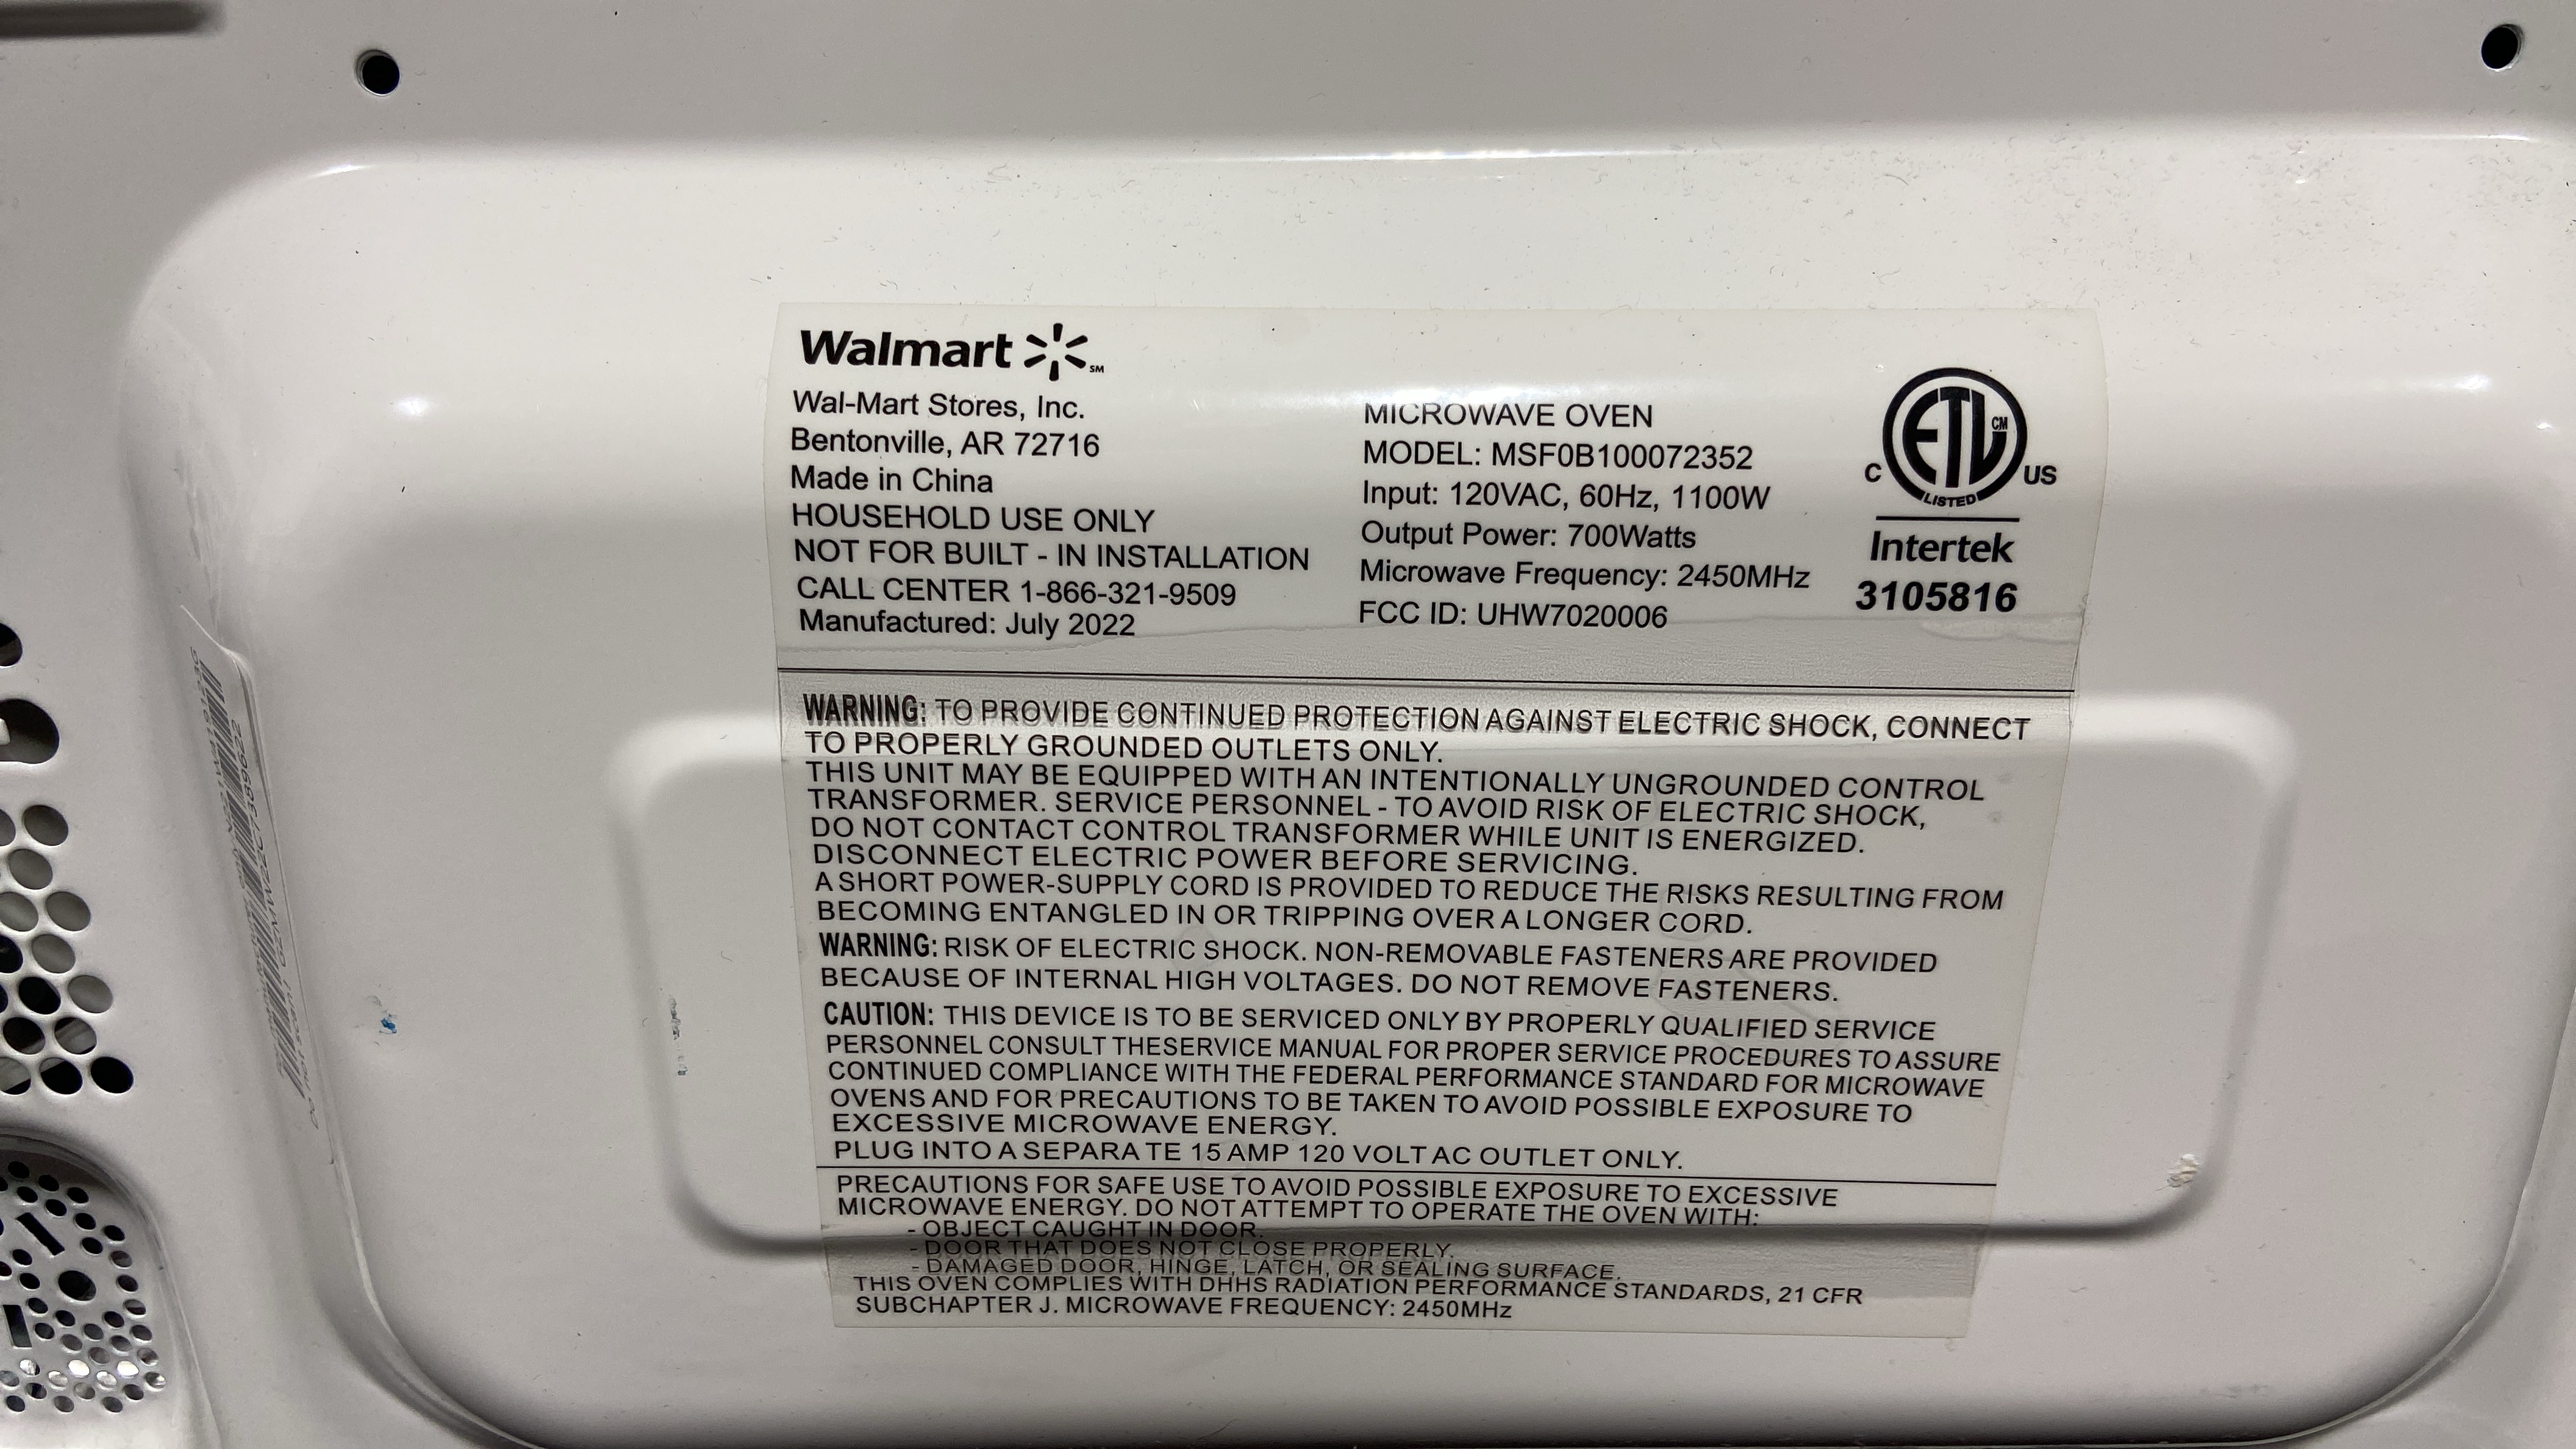 Walmart SM
Wal-Mart Stores, Inc.
Bentonville, AR 72716
Made in China
HOUSEHOLD USE ONLY
NOT FOR BUILT - IN INSTALLATION
CALL CENTER 1-866-321-9509
Manufactured: July 2022
MICROWAVE OVEN
MODEL: MSF0B100072352
Input: 120VAC, 60Hz, 1100W
Output Power: 700Watts
Microwave Frequency: 2450MHz
FCC ID: UHW7020006
ETL CM
C US
LISTED
Intertek
3105816
WARNING: TO PROVIDE CONTINUED PROTECTION AGAINST ELECTRIC SHOCK, CONNECT
TO PROPERLY GROUNDED OUTLETS ONLY.
THIS UNIT MAY BE EQUIPPED WITH AN INTENTIONALLY UNGROUNDED CONTROL
TRANSFORMER. SERVICE PERSONNEL - TO AVOID RISK OF ELECTRIC SHOCK,
DO NOT CONTACT CONTROL TRANSFORMER WHILE UNIT IS ENERGIZED.
DISCONNECT ELECTRIC POWER BEFORE SERVICING.
A SHORT POWER-SUPPLY CORD IS PROVIDED TO REDUCE THE RISKS RESULTING FROM
BECOMING ENTANGLED IN OR TRIPPING OVER A LONGER CORD.
WARNING: RISK OF ELECTRIC SHOCK. NON-REMOVABLE FASTENERS ARE PROVIDED
BECAUSE OF INTERNAL HIGH VOLTAGES. DO NOT REMOVE FASTENERS.
CAUTION: THIS DEVICE IS TO BE SERVICED ONLY BY PROPERLY QUALIFIED SERVICE
PERSONNEL CONSULT THESERVICE MANUAL FOR PROPER SERVICE PROCEDURES TO ASSURE
CONTINUED COMPLIANCE WITH THE FEDERAL PERFORMANCE STANDARD FOR MICROWAVE
OVENS AND FOR PRECAUTIONS TO BE TAKEN TO AVOID POSSIBLE EXPOSURE TO
EXCESSIVE MICROWAVE ENERGY.
PLUG INTO A SEPARA TE 15 AMP 120 VOLT AC OUTLET ONLY.
PRECAUTIONS FOR SAFE USE TO AVOID POSSIBLE EXPOSURE TO EXCESSIVE
MICROWAVE ENERGY. DO NOT ATTEMPT TO OPERATE THE OVEN WITH:
- OBJECT CAUGHT IN DOOR.
- DOOR THAT DOES NOT CLOSE PROPERLY.
- DAMAGED DOOR, HINGE, LATCH, OR SEALING SURFACE.
THIS OVEN COMPLIES WITH DHHS RADIATION PERFORMANCE STANDARDS, 21 CFR
SUBCHAPTER J. MICROWAVE FREQUENCY: 2450MHz